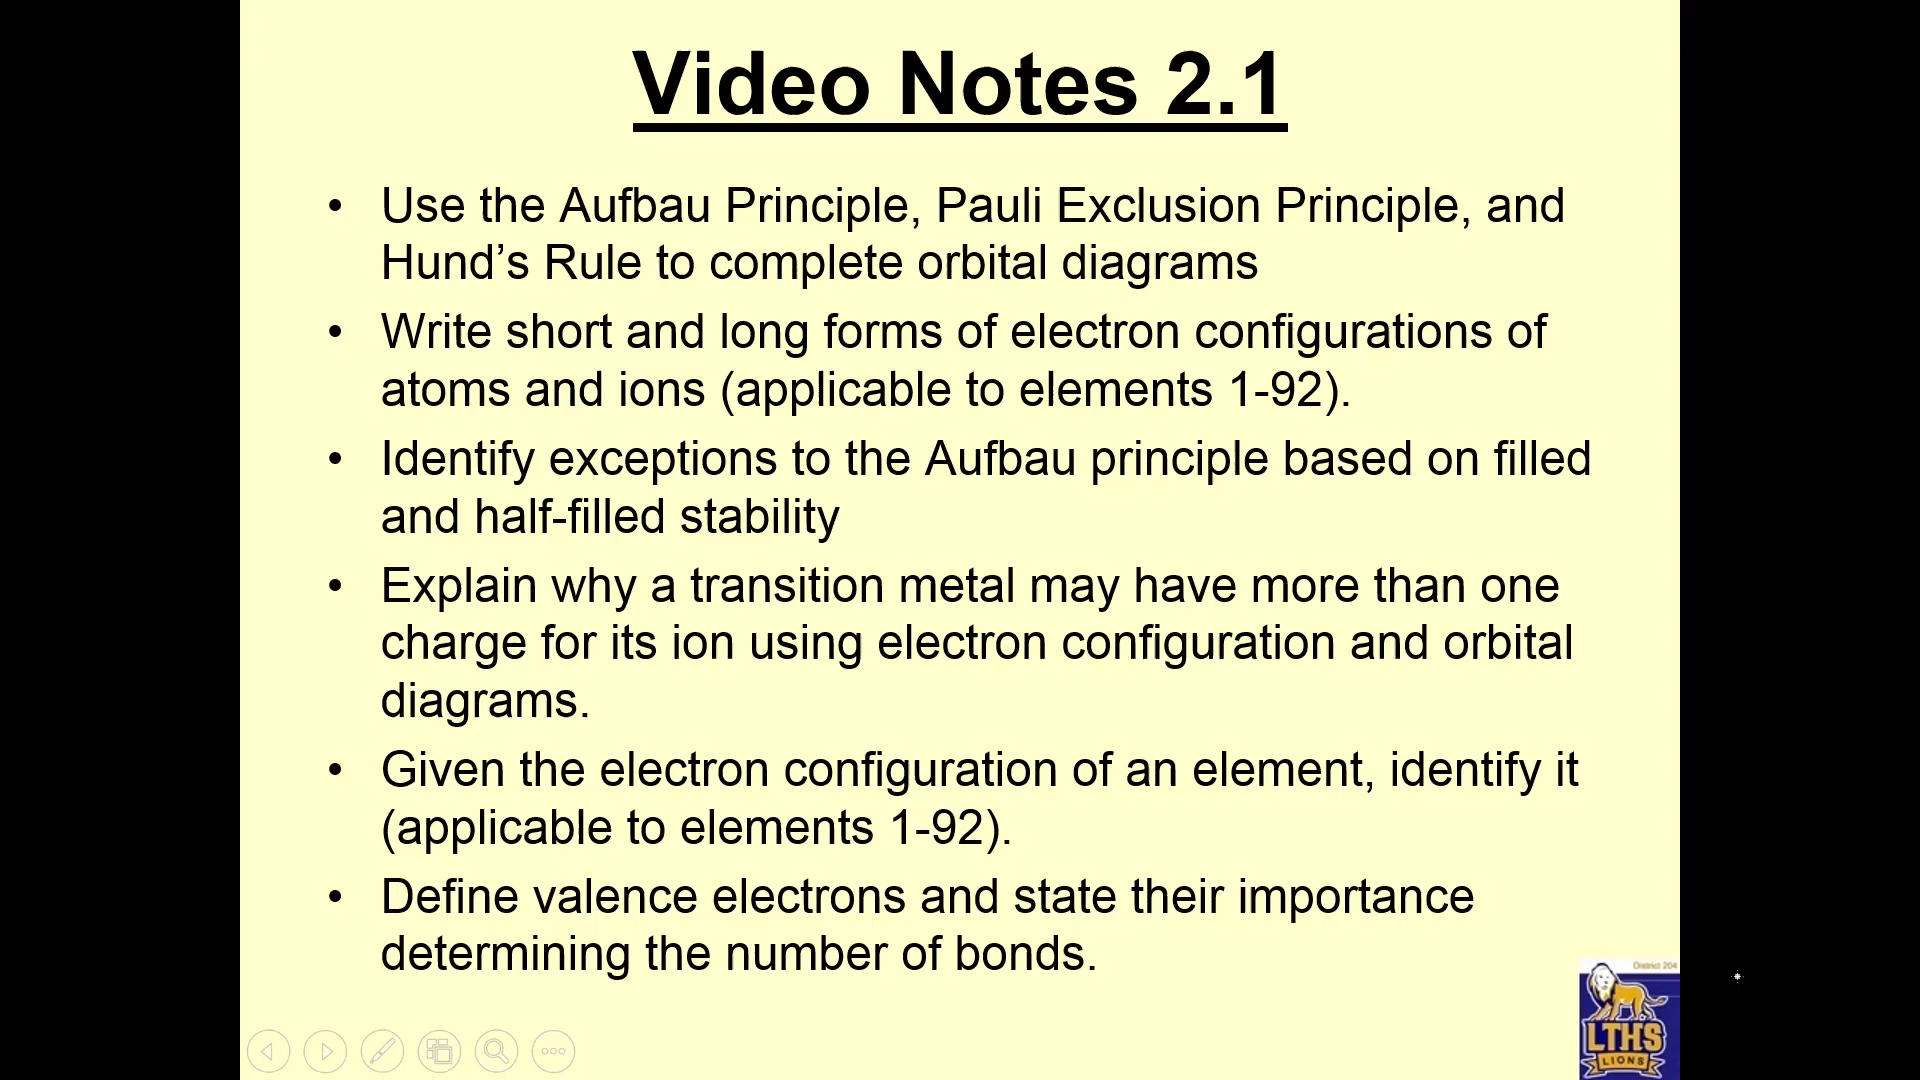 Video Notes 2.1
• Use the Aufbau Principle, Pauli Exclusion Principle, and
Hund’s Rule to complete orbital diagrams
• Write short and long forms of electron configurations of
atoms and ions (applicable to elements 1-92).
• Identify exceptions to the Aufbau principle based on filled
and half-filled stability
• Explain why a transition metal may have more than one
charge for its ion using electron configuration and orbital
diagrams.
• Given the electron configuration of an element, identify it
(applicable to elements 1-92).
• Define valence electrons and state their importance
determining the number of bonds.
District 204
LTHS
LIONS